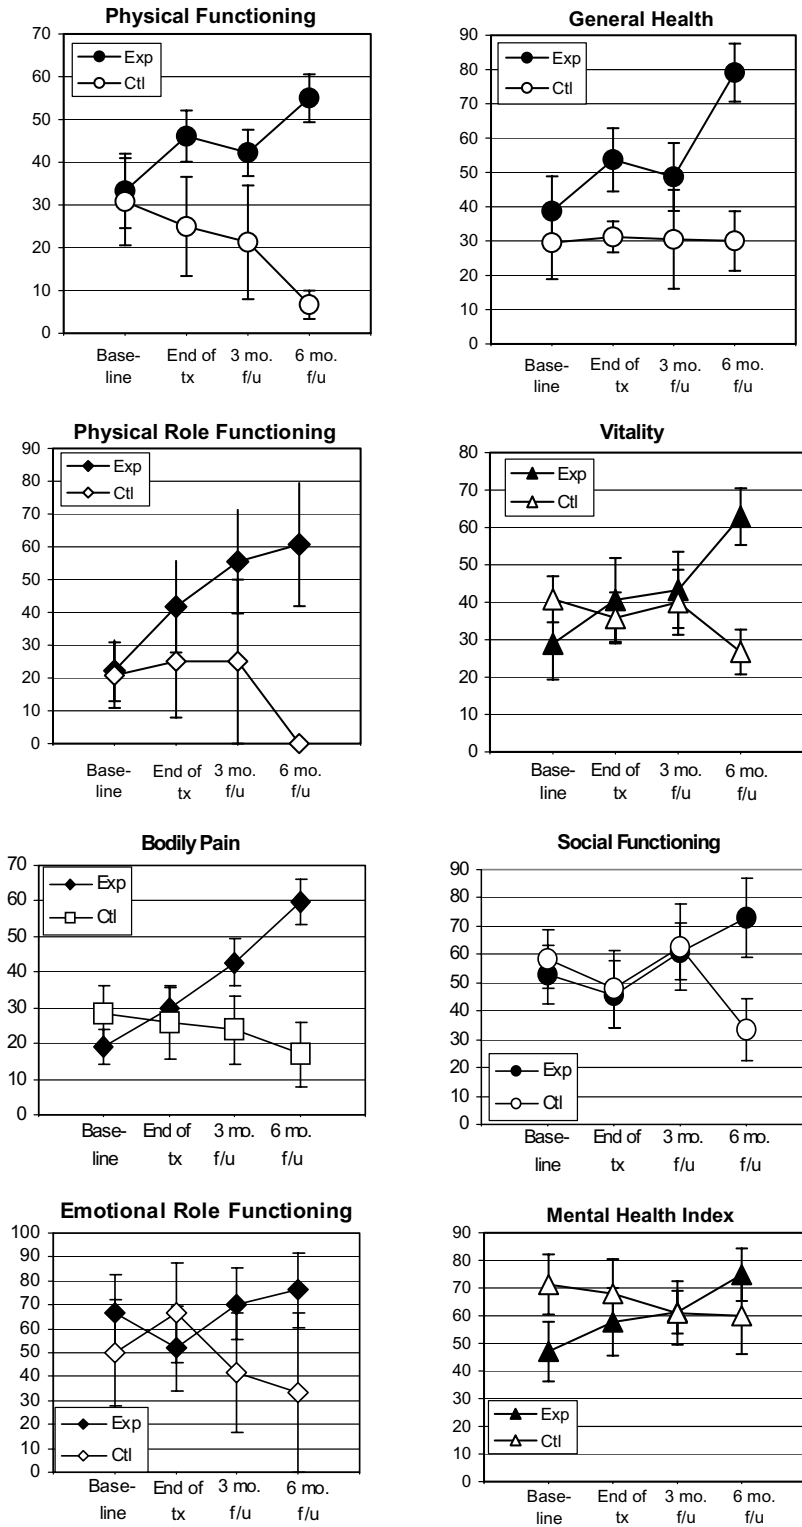 Physical Functioning
70
60
50
40
30
20
10
0
Exp
Ctl
Base-
line
End of
tx
3 mo.
f/u
6 mo.
f/u
General Health
90
80
70
60
50
40
30
20
10
0
Exp
Ctl
Base-
line
End of
tx
3 mo.
f/u
6 mo.
f/u
Physical Role Functioning
90
80
70
60
50
40
30
20
10
0
Exp
Ctl
Base-
line
End of
tx
3 mo.
f/u
6 mo.
f/u
Vitality
80
70
60
50
40
30
20
10
0
Exp
Ctl
Base-
line
End of
tx
3 mo.
f/u
6 mo.
f/u
Bodily Pain
70
60
50
40
30
20
10
0
Exp
Ctl
Base-
line
End of
tx
3 mo.
f/u
6 mo.
f/u
Social Functioning
90
80
70
60
50
40
30
20
10
0
Exp
Ctl
Base-
line
End of
tx
3 mo.
f/u
6 mo.
f/u
Emotional Role Functioning
100
90
80
70
60
50
40
30
20
10
0
Exp
Ctl
Base-
line
End of
tx
3 mo.
f/u
6 mo.
f/u
Mental Health Index
90
80
70
60
50
40
30
20
10
0
Exp
Ctl
Base-
line
End of
tx
3 mo.
f/u
6 mo.
f/u